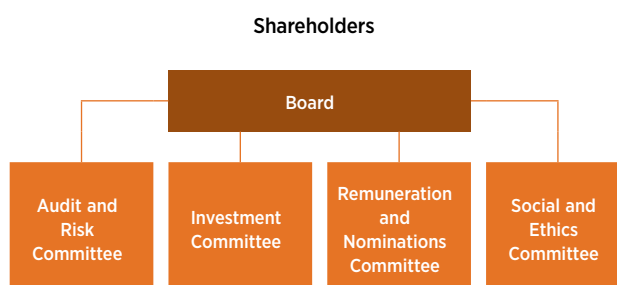 Shareholders
Board
Audit and
Risk
Committee
Investment
Committee
Remuneration
and
Nominations
Committee
Social and
Ethics
Committee